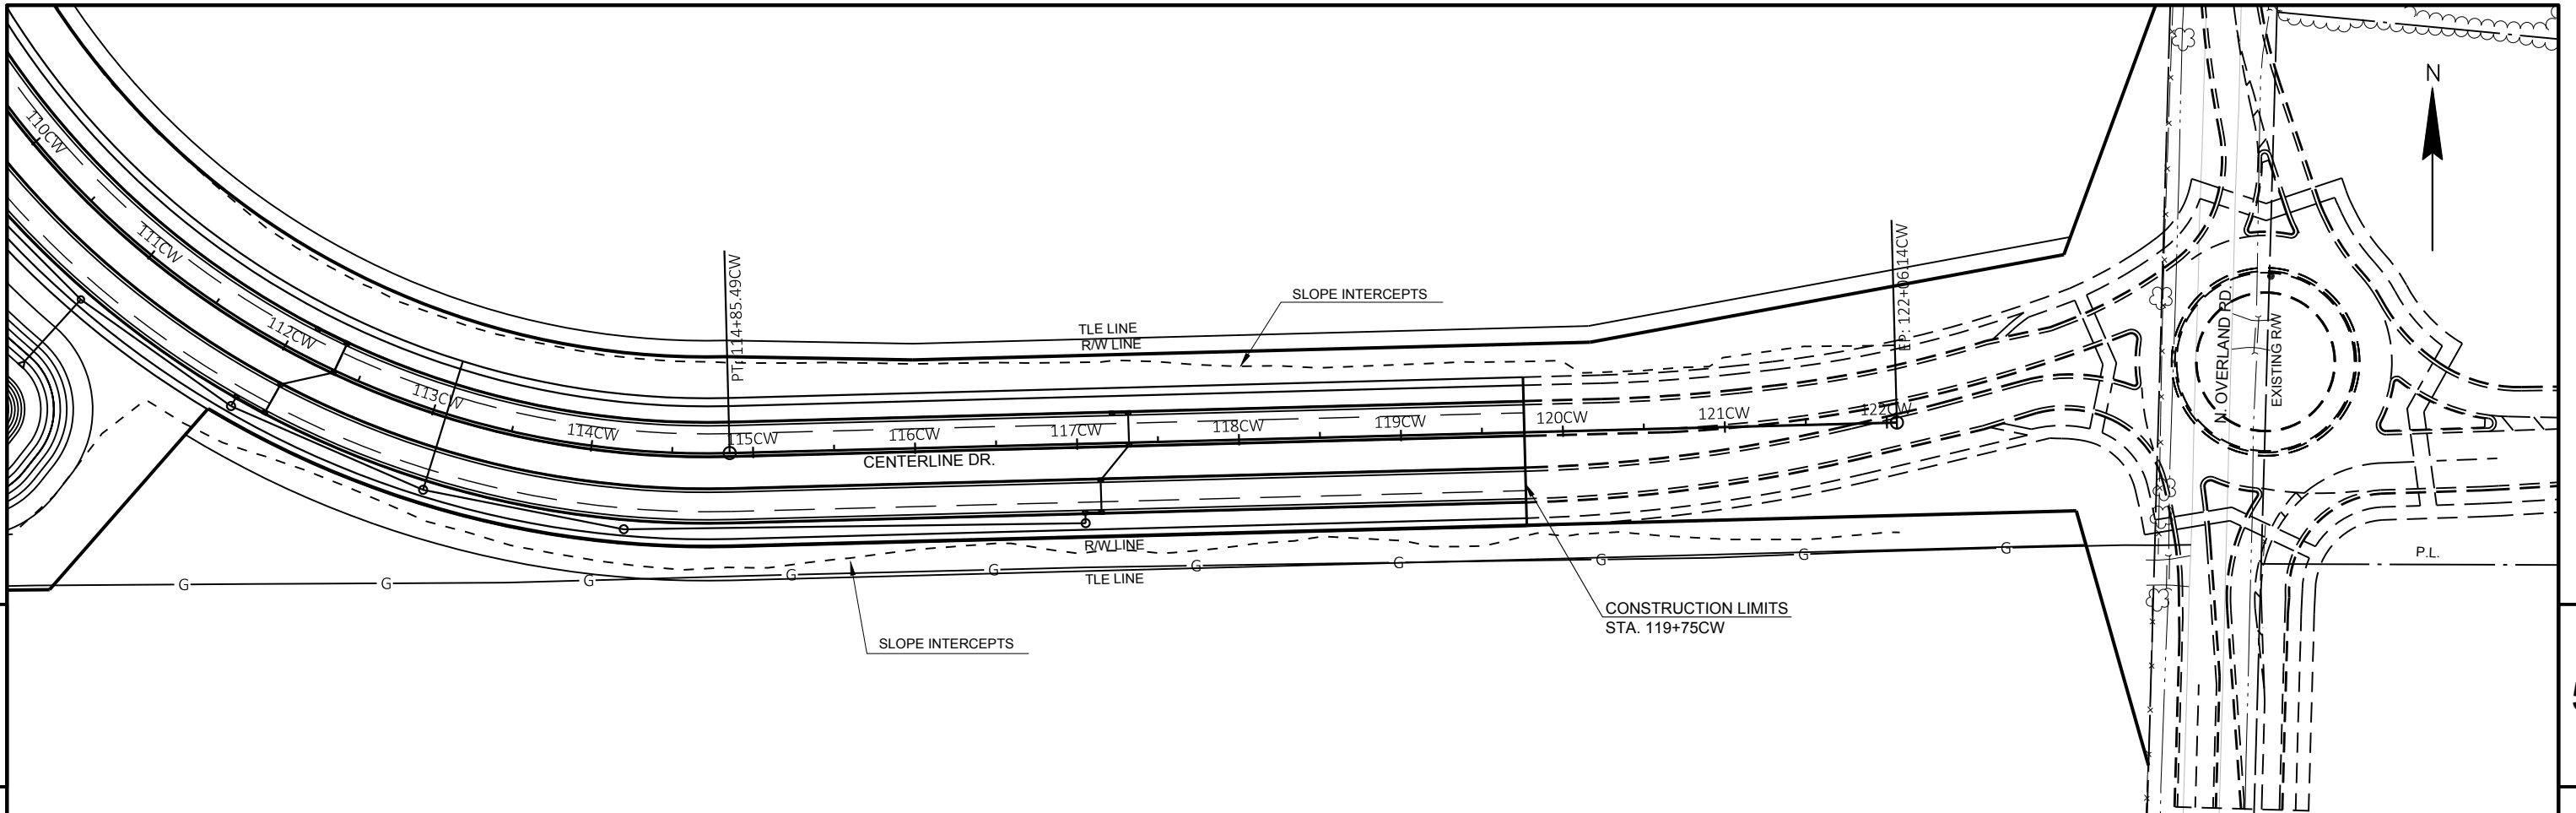 N
110CW
111CW
112CW
113CW
114CW
115CW
116CW
117CW
118CW
119CW
120CW
121CW
122CW
PT: 114+85.49CW
EP: 122+06.14CW
SLOPE INTERCEPTS
TLE LINE
R/W LINE
CENTERLINE DR.
N OVERLAND RD.
EXISTING R/W
R/W LINE
TLE LINE
G G G G G G G G G G
P.L.
CONSTRUCTION LIMITS
STA. 119+75CW
SLOPE INTERCEPTS